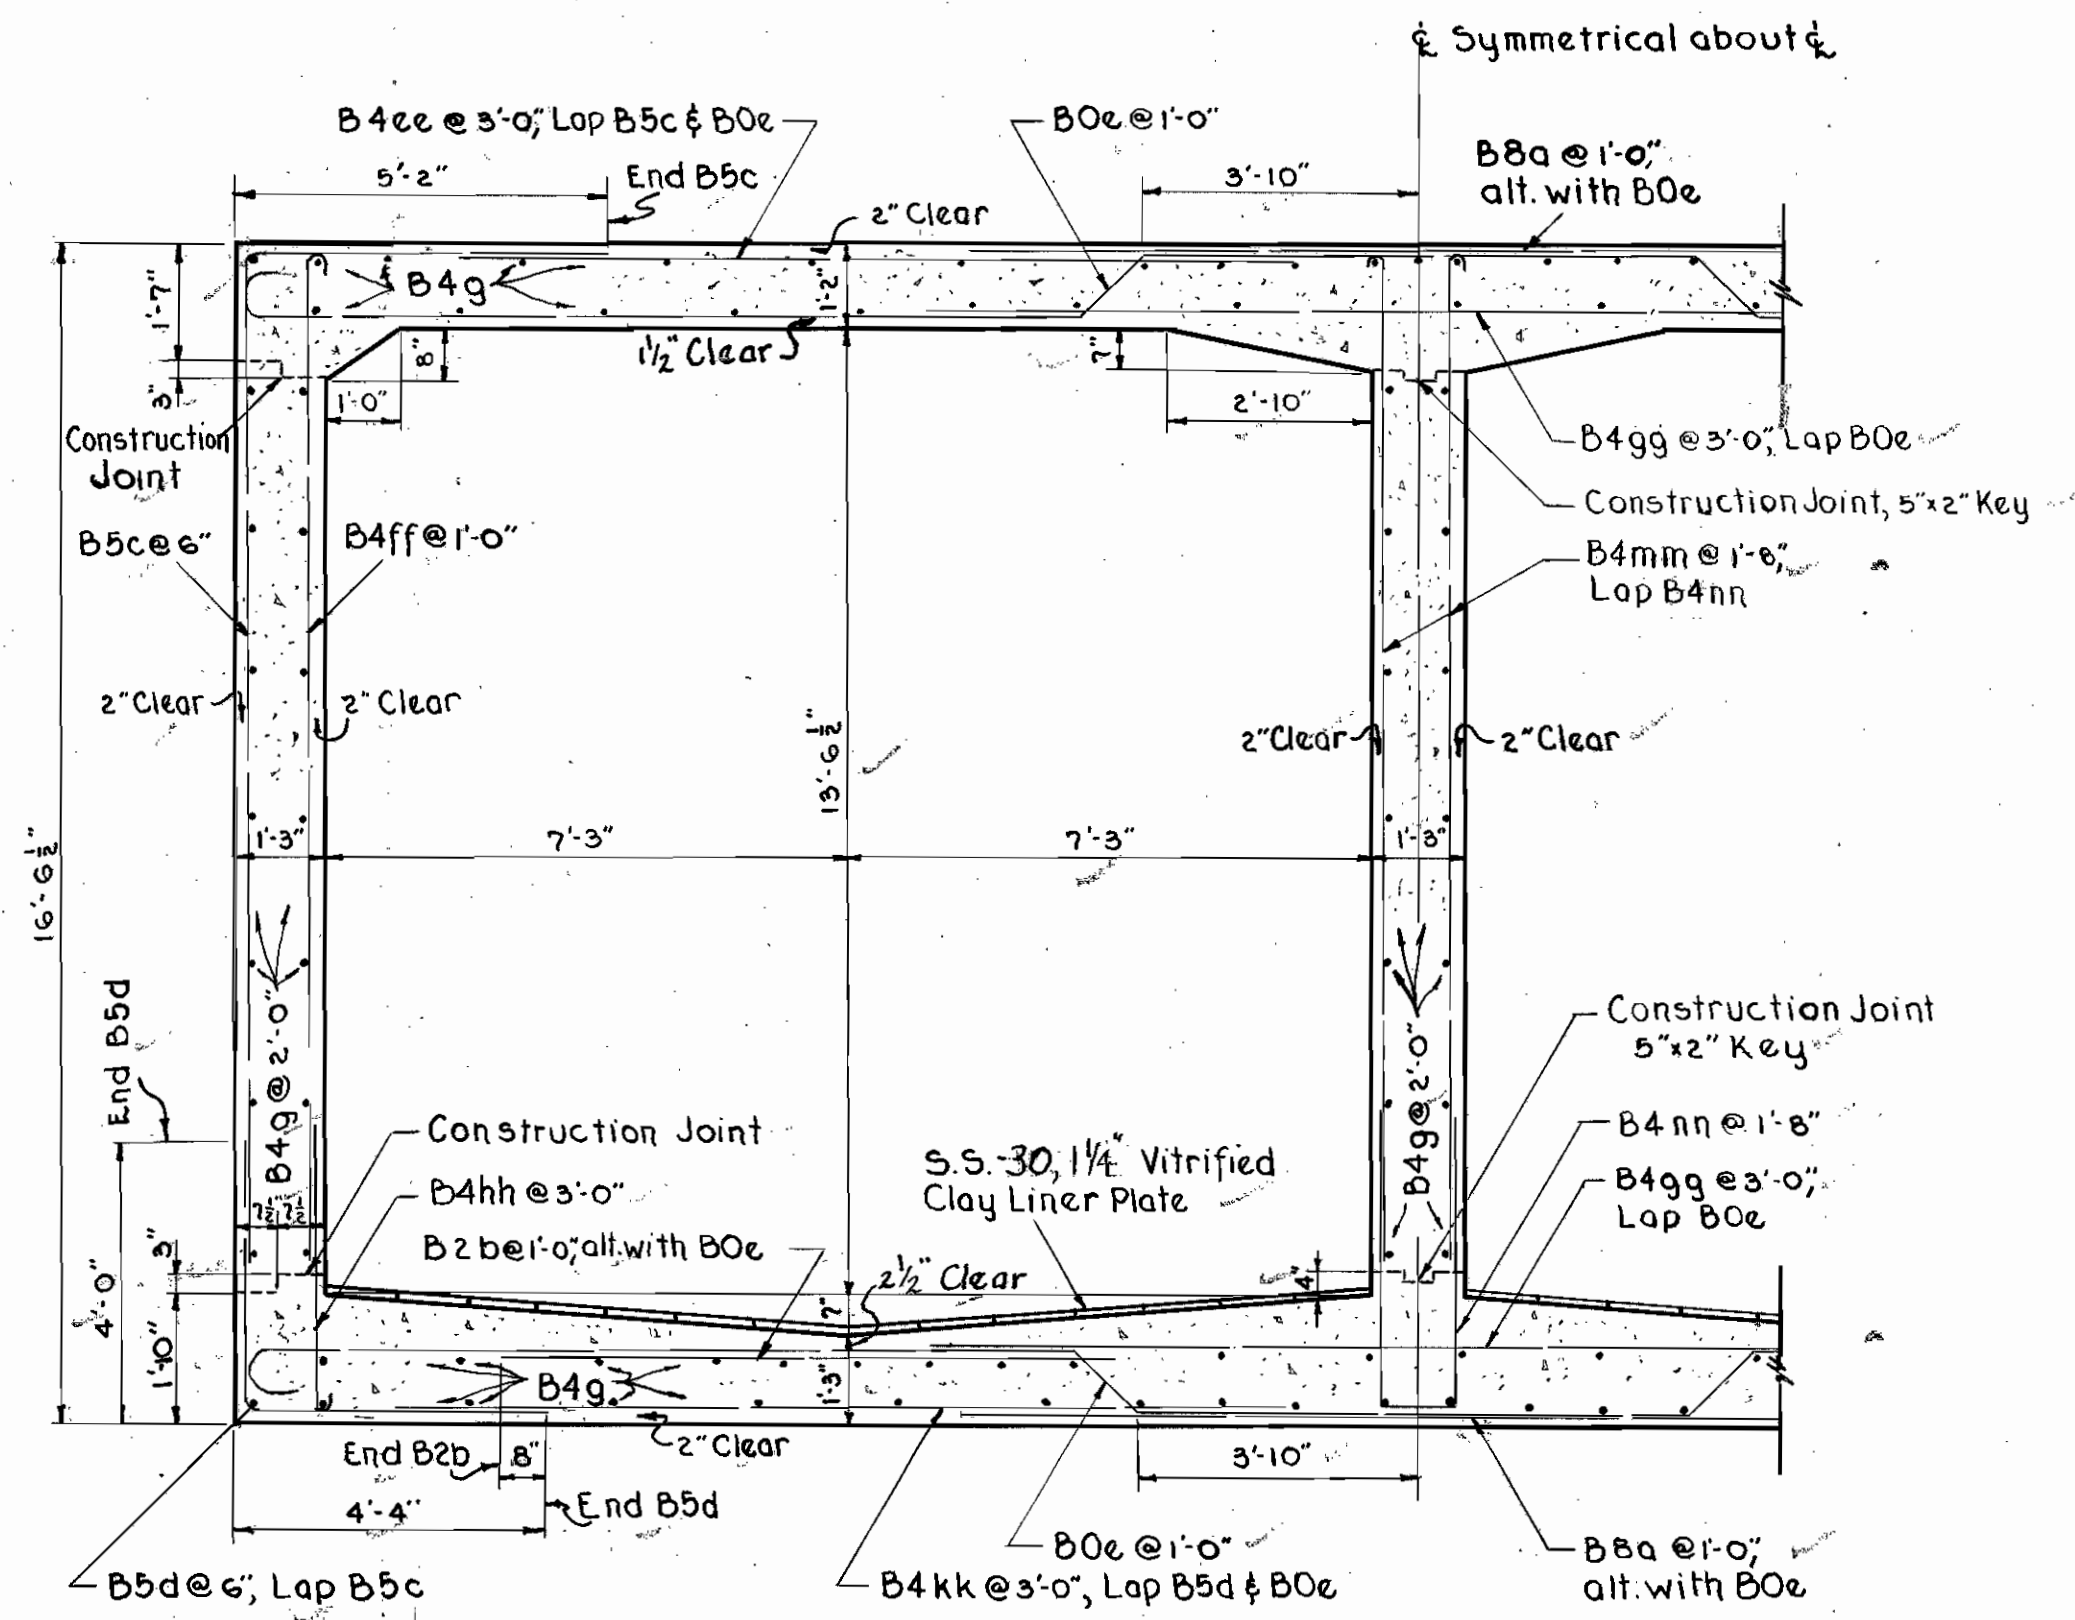 ℄ Symmetrical about ℄
B4ee @ 3'-0", Lap B5c & B0e
B0e @ 1'-0"
B8a @ 1'-0",
alt. with B0e
5'-2"
End B5c
3'-10"
2" Clear
1'-7"
B4g
1'-2"
1½" Clear
8"
7"
3"
1'-0"
2'-10"
Construction
Joint
B4gg @ 3'-0", Lap B0e
Construction Joint, 5"x2" Key
B5c @ 6"
B4ff @ 1'-0"
B4mm @ 1'-8",
Lap B4nn
2" Clear
2" Clear
13'-6½"
2" Clear
2" Clear
1'-3"
7'-3"
7'-3"
1'-3"
16'-6½"
End B5d
B4g @ 2'-0"
B4g @ 2'-0"
Construction Joint
5"x2" Key
Construction Joint
S.S.-30, 1¼" Vitrified
Clay Liner Plate
B4nn @ 1'-8"
B4hh @ 3'-0"
B4gg @ 3'-0",
Lap B0e
7½" 7½"
B2b @ 1'-0", alt. with B0e
3"
2½" Clear
4"
4'-0"
1'-10"
7"
B4g
1'-3"
End B2b
8"
2" Clear
3'-10"
4'-4"
End B5d
B0e @ 1'-0"
B8a @ 1'-0",
alt. with B0e
B5d @ 6", Lap B5c
B4kk @ 3'-0", Lap B5d & B0e